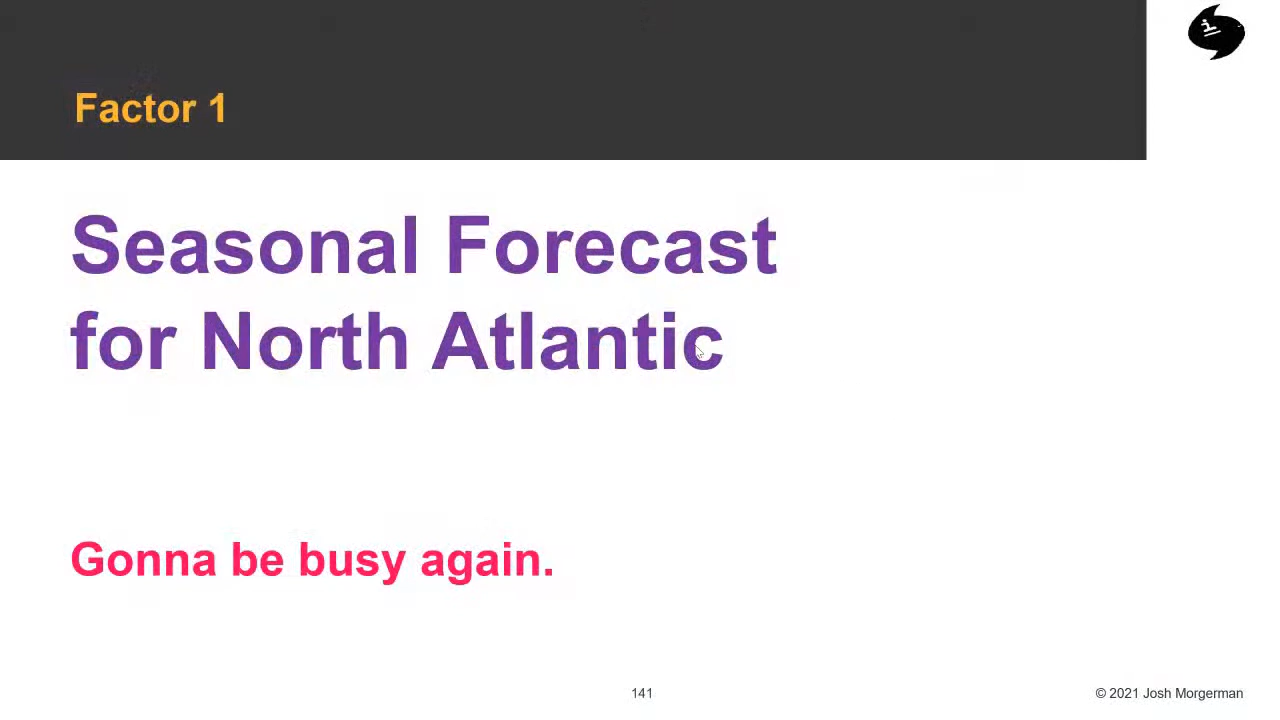 Factor 1
Seasonal Forecast
for North Atlantic
Gonna be busy again.
141
© 2021 Josh Morgerman